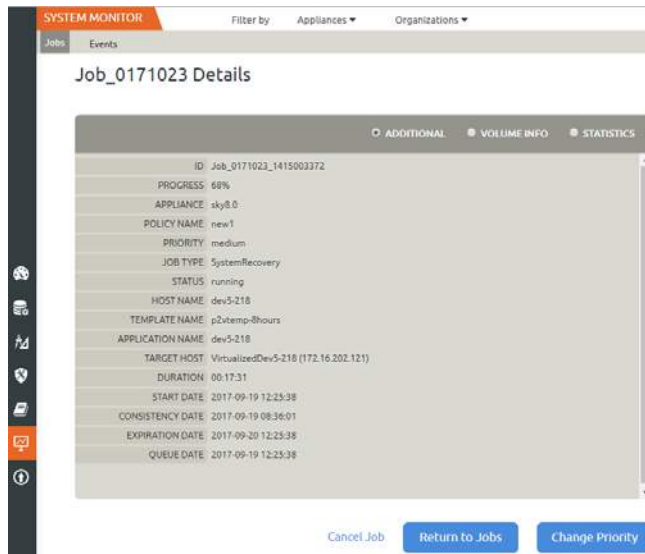 SYSTEM MONITOR Filter by Appliances Organizations
Jobs Events
Job_0171023 Details
ADDITIONAL VOLUME INFO STATISTICS
ID Job_0171023_1415003372
PROGRESS 68%
APPLIANCE sky8.0
POLICY NAME new1
PRIORITY medium
JOB TYPE SystemRecovery
STATUS running
HOST NAME dev5-218
TEMPLATE NAME p2vtemp-8hours
APPLICATION NAME dev5-218
TARGET HOST VirtualizedDev5-218 (172.16.202.121)
DURATION 00:17:31
START DATE 2017-09-19 12:25:38
CONSISTENCY DATE 2017-09-19 08:36:01
EXPIRATION DATE 2017-09-20 12:25:38
QUEUE DATE 2017-09-19 12:25:38
Cancel Job Return to Jobs Change Priority